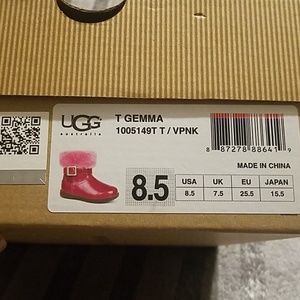 UGG
australia
T GEMMA
1005149T T / VPNK
8 87278 88641 9
MADE IN CHINA
8.5
USA UK EU JAPAN
8.5 7.5 25.5 15.5